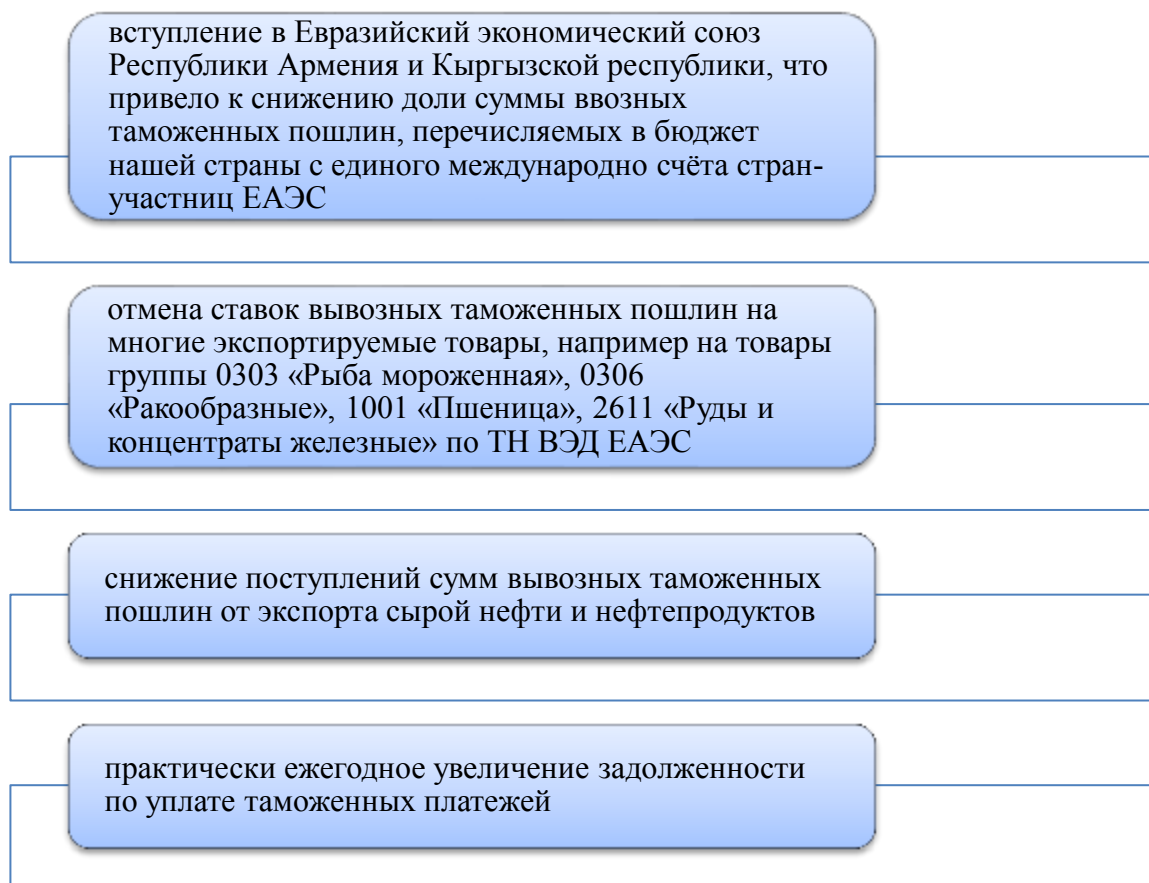 вступление в Евразийский экономический союз
Республики Армения и Кыргызской республики, что
привело к снижению доли суммы ввозных
таможенных пошлин, перечисляемых в бюджет
нашей страны с единого международно счёта стран-
участниц ЕАЭС
отмена ставок вывозных таможенных пошлин на
многие экспортируемые товары, например на товары
группы 0303 «Рыба мороженная», 0306
«Ракообразные», 1001 «Пшеница», 2611 «Руды и
концентраты железные» по ТН ВЭД ЕАЭС
снижение поступлений сумм вывозных таможенных
пошлин от экспорта сырой нефти и нефтепродуктов
практически ежегодное увеличение задолженности
по уплате таможенных платежей